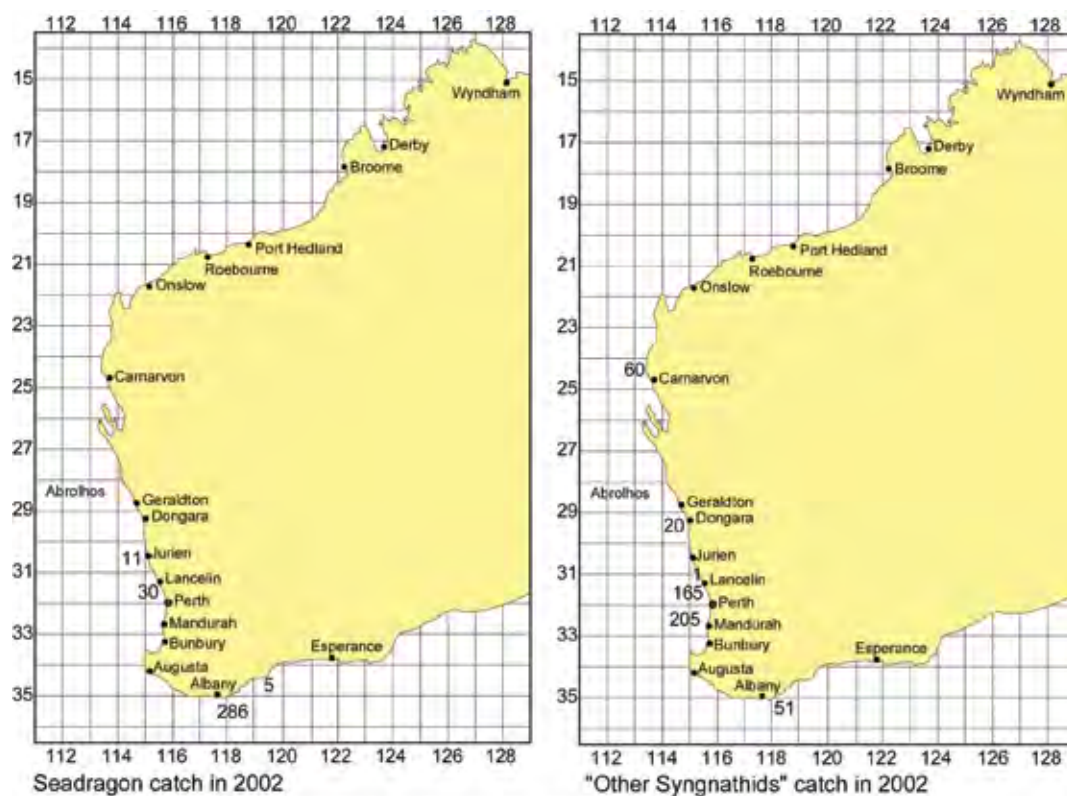 112 114 116 118 120 122 124 126 128
15
Wyndham
17
Derby
Broome
19
Port Hedland
21
Roebourne
Onslow
23
Carnarvon
25
27
Abrolhos
Geraldton
29
Dongara
11 Jurien
31
Lancelin
30
Perth
33
Mandurah
Bunbury
Esperance
Augusta
Albany
5
35
286
112 114 116 118 120 122 124 126 128
Seadragon catch in 2002
112 114 116 118 120 122 124 126 128
15
Wyndham
17
Derby
Broome
19
Port Hedland
21
Roebourne
Onslow
23
60
Carnarvon
25
27
Abrolhos
Geraldton
29
20 Dongara
Jurien
31
1
Lancelin
165
Perth
205 Mandurah
33
Bunbury
Esperance
Augusta
Albany
35
51
112 114 116 118 120 122 124 126 128
"Other Syngnathids" catch in 2002